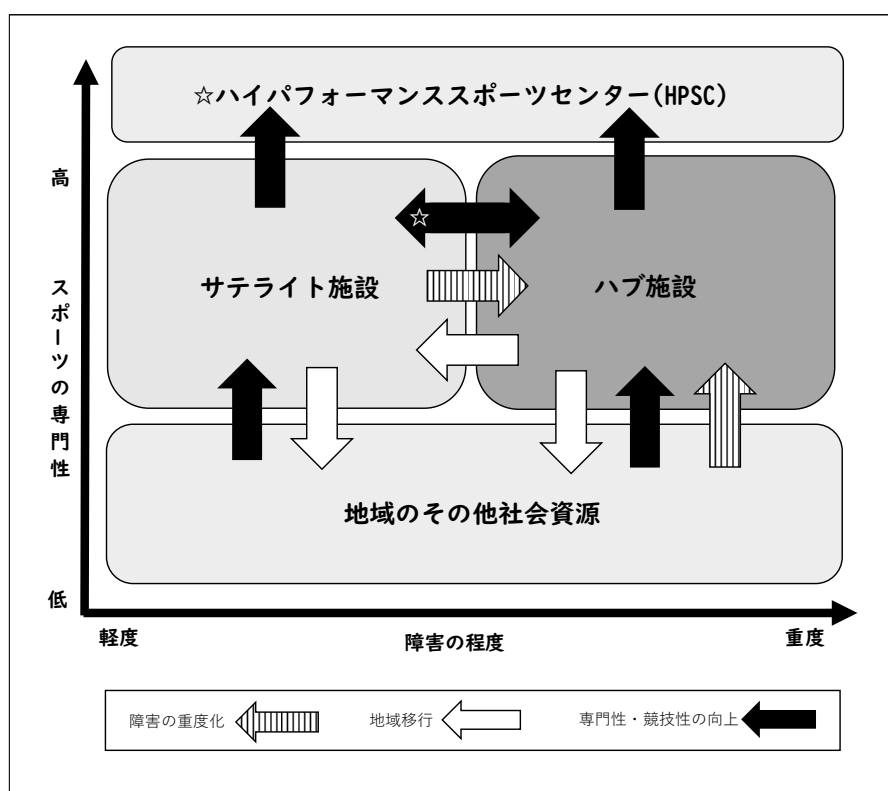 ☆ハイパフォーマンススポーツセンター(HPSC)
高
☆
サテライト施設
ハブ施設
スポーツの専門性
地域のその他社会資源
低
軽度
障害の程度
重度
障害の重度化
地域移行
専門性・競技性の向上